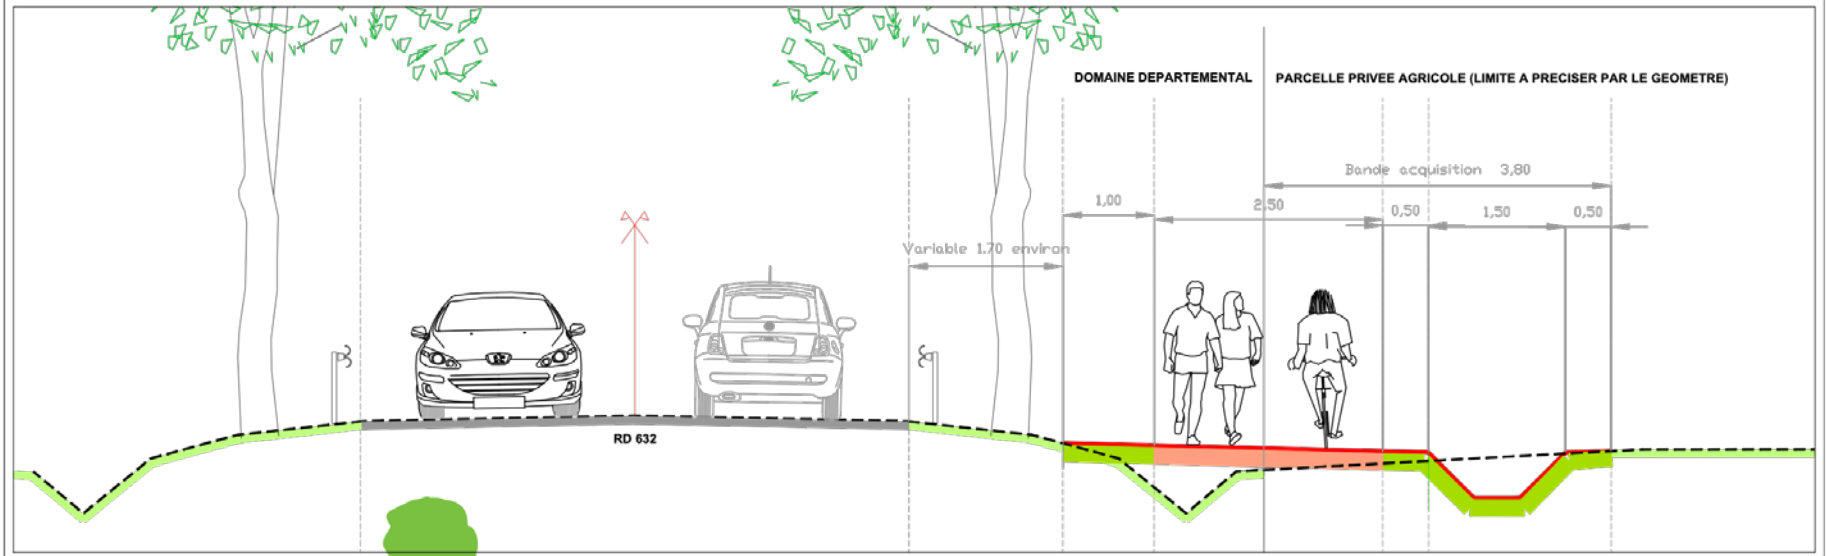 DOMAINE DEPARTEMENTAL
PARCELLE PRIVEE AGRICOLE (LIMITE A PRECISER PAR LE GEOMETRE)
Bande acquisition 3,80
1,00
2,50
0,50
1,50
0,50
Variable 1.70 environ
RD 632